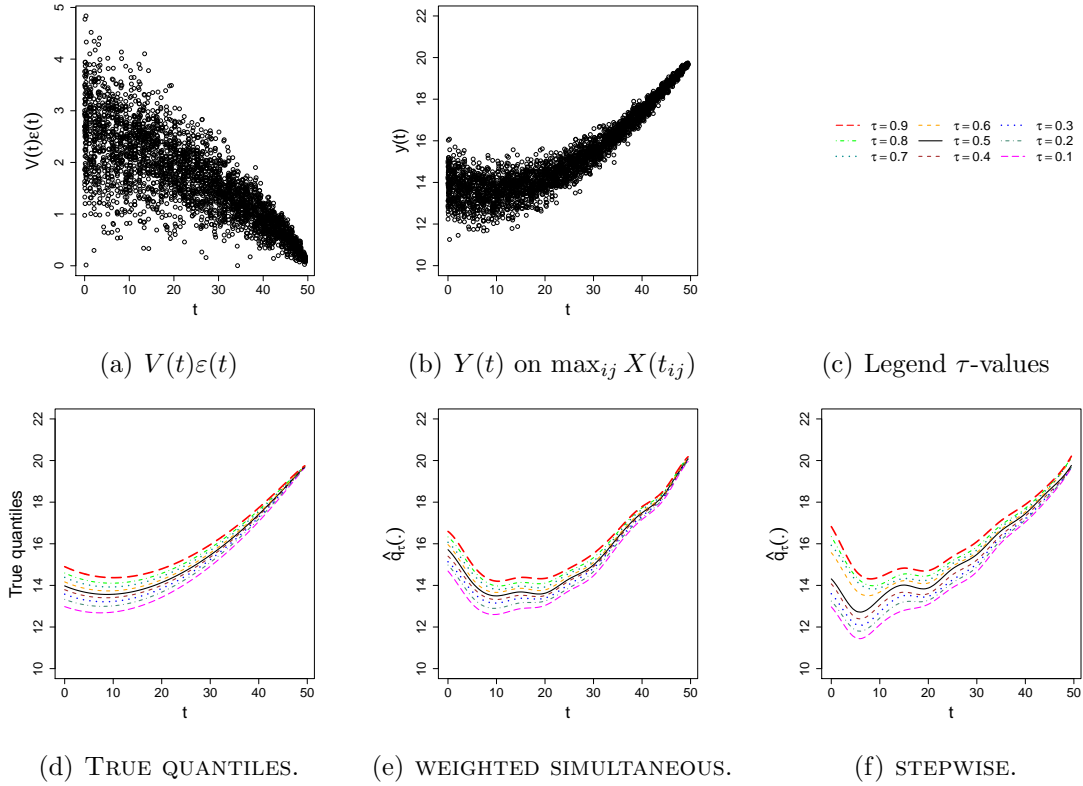 V(t)ε(t)
0 1 2 3 4 5
0 10 20 30 40 50
t
y(t)
10 12 14 16 18 20 22
0 10 20 30 40 50
t
τ = 0.9 τ = 0.6 τ = 0.3
τ = 0.8 τ = 0.5 τ = 0.2
τ = 0.7 τ = 0.4 τ = 0.1
(a) V(t)ε(t)
(b) Y(t) on max_{ij} X(t_{ij})
(c) Legend τ-values
True quantiles
10 12 14 16 18 20 22
0 10 20 30 40 50
t
q̂_τ(.)
10 12 14 16 18 20 22
0 10 20 30 40 50
t
q̂_τ(.)
10 12 14 16 18 20 22
0 10 20 30 40 50
t
(d) TRUE QUANTILES.
(e) WEIGHTED SIMULTANEOUS.
(f) STEPWISE.